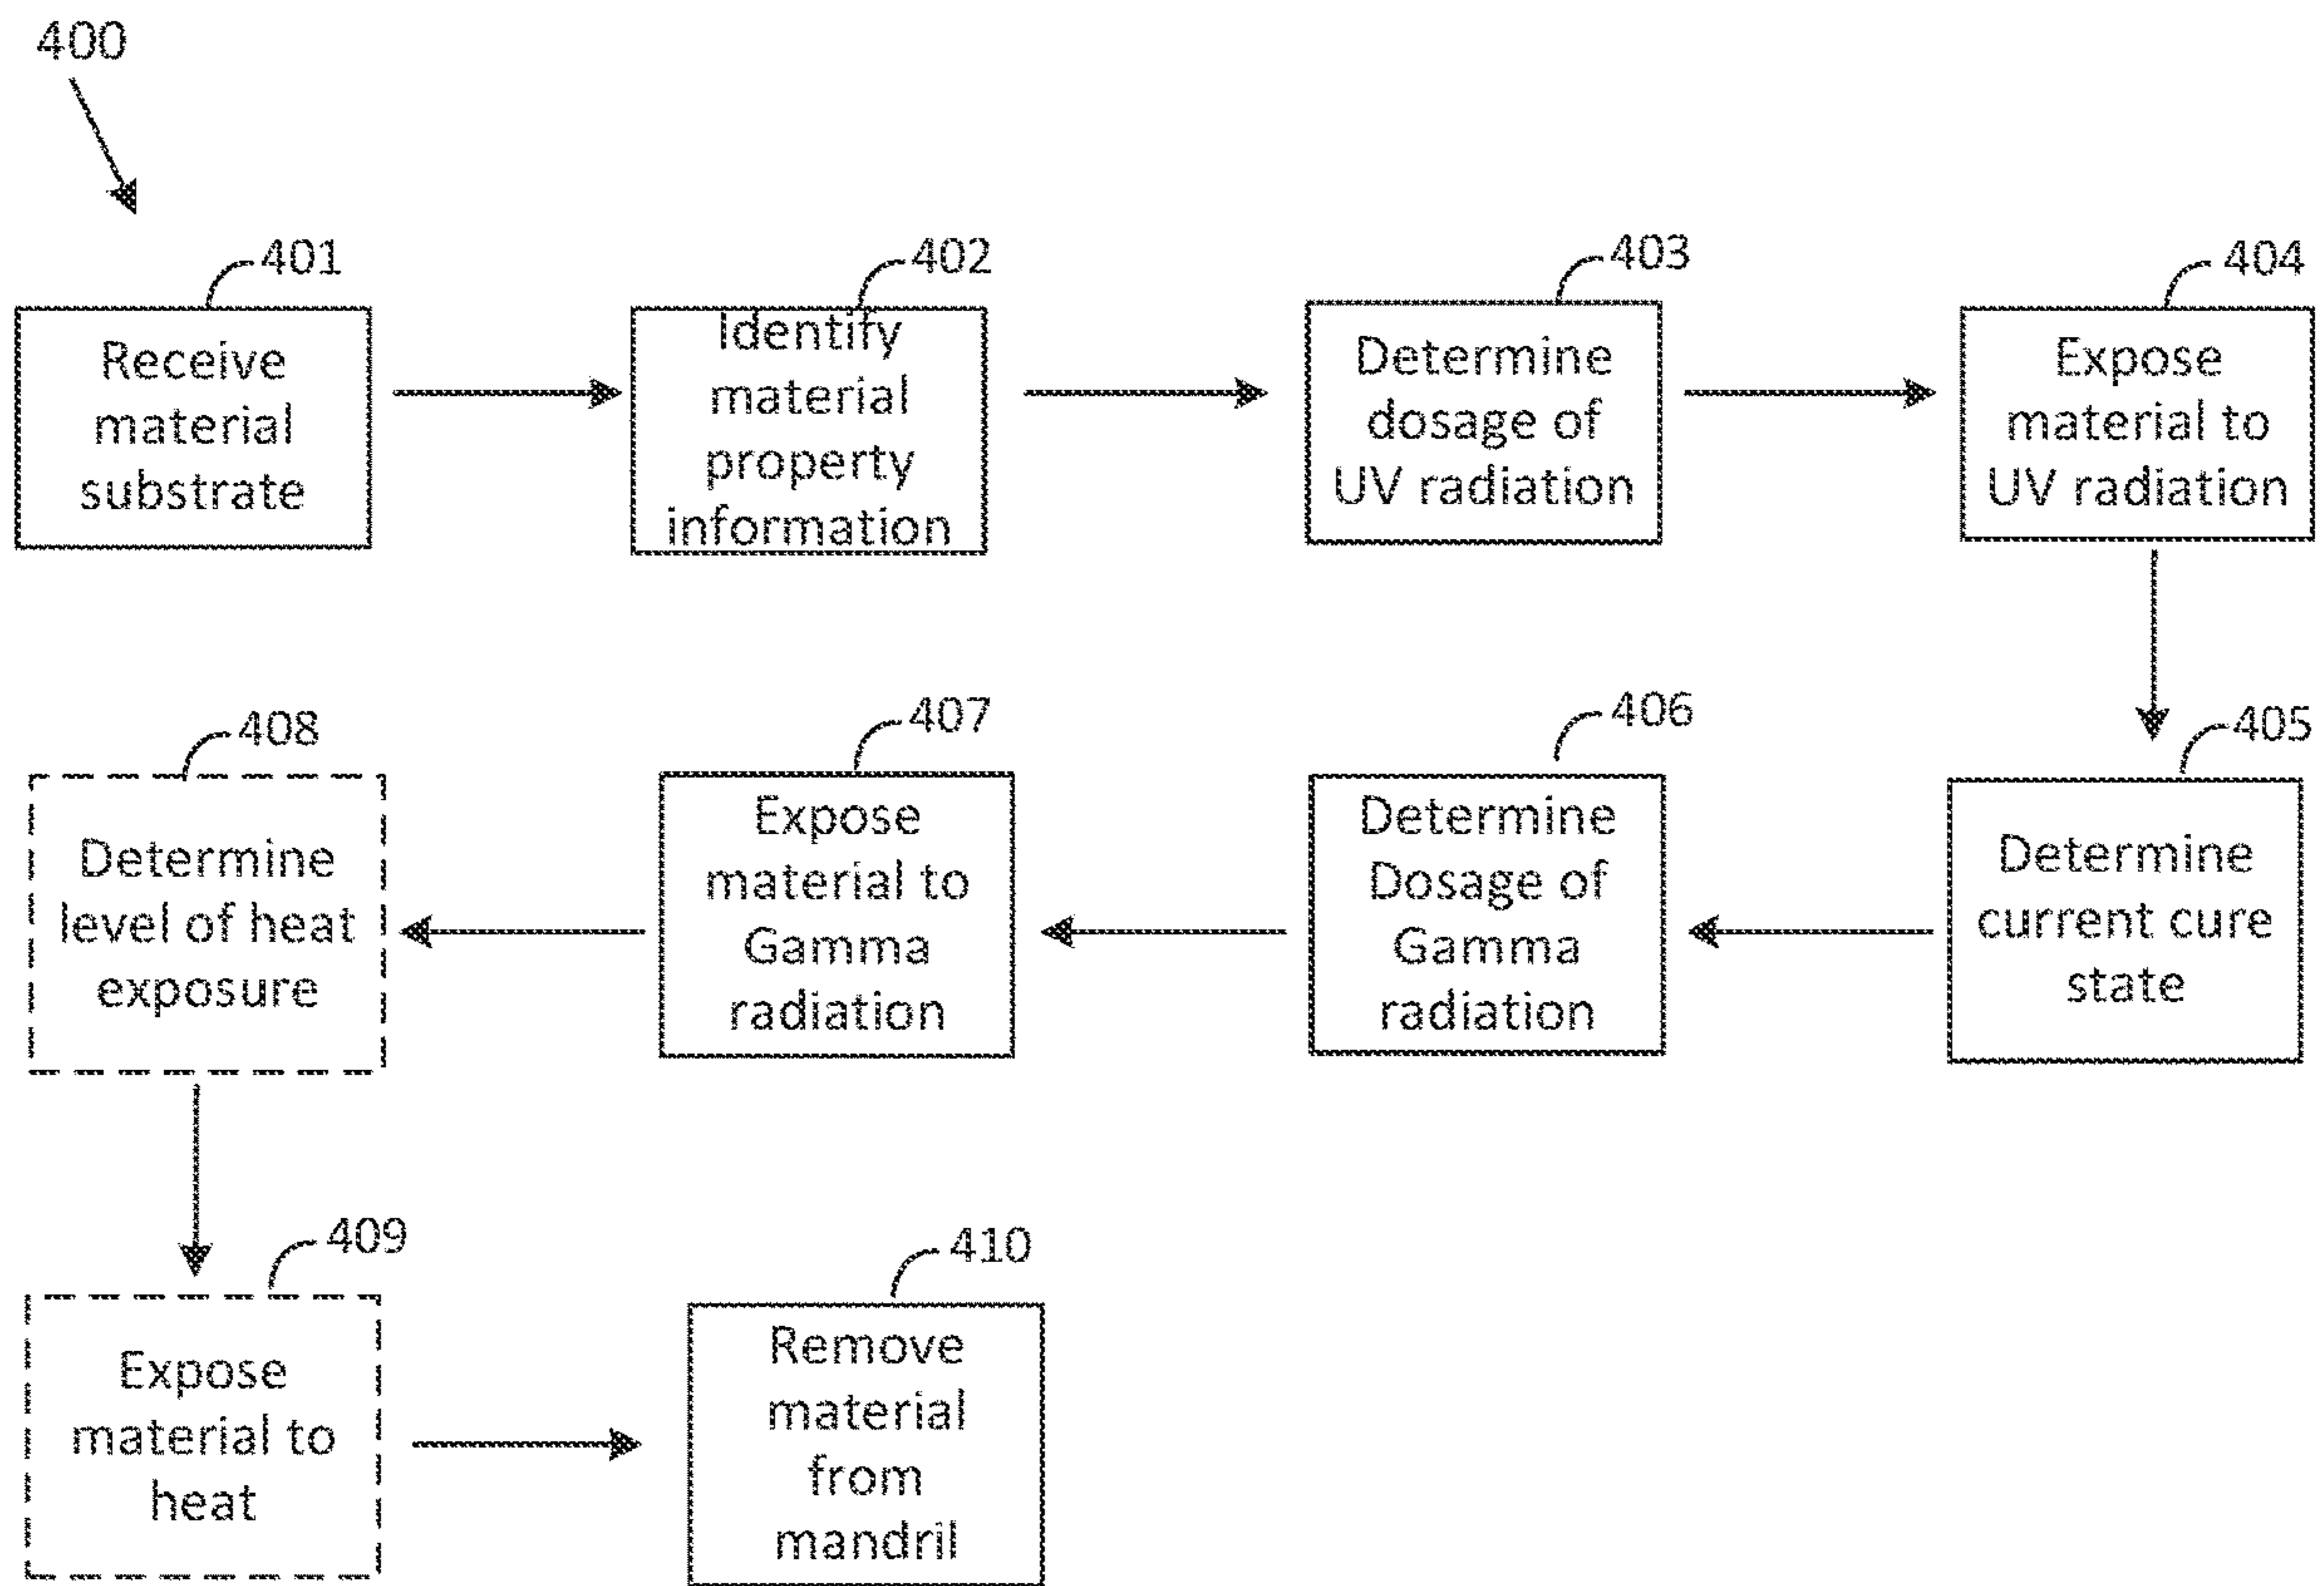 400
401
Receive
material
substrate
402
Identify
material
property
information
403
Determine
dosage of
UV radiation
404
Expose
material to
UV radiation
405
Determine
current cure
state
406
Determine
Dosage of
Gamma
radiation
407
Expose
material to
Gamma
radiation
408
Determine
level of heat
exposure
409
Expose
material to
heat
410
Remove
material
from
mandril